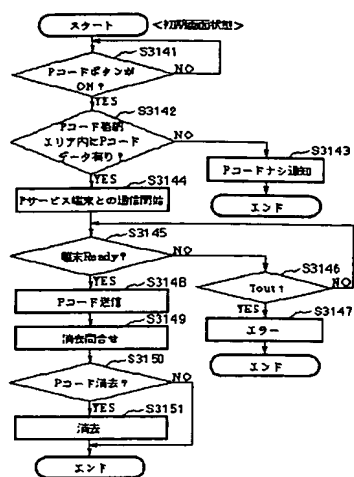 スタート
<初期画面状型>
S3141
Pコードボタンが
ON?
NO
YES
S3142
Pコード格納
エリア内にPコード
データ有り?
NO
S3143
Pコードナシ通知
エンド
YES
S3144
Pサービス端末との通信開始
S3145
端末Ready?
NO
S3146
Tout?
NO
YES
S3147
エラー
エンド
YES
S3148
Pコード送信
S3149
消去問合せ
S3150
Pコード消去?
NO
YES
S3151
消去
エンド